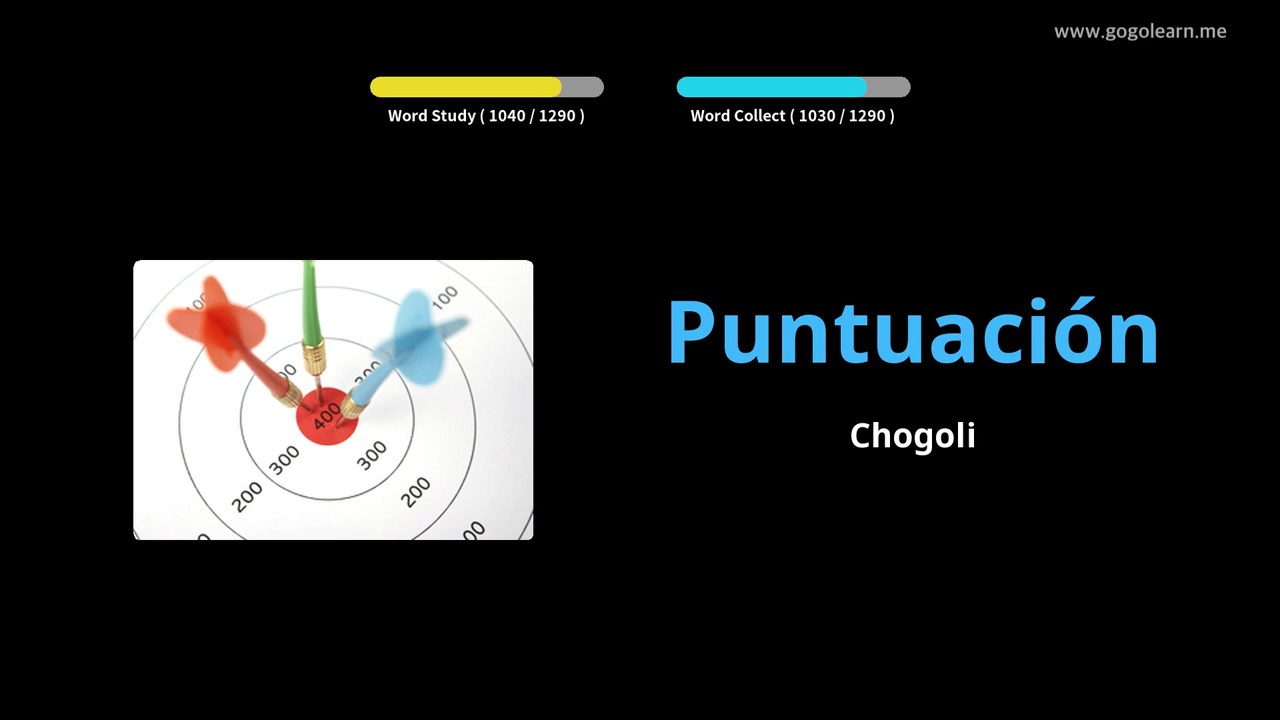 www.gogolearn.me
Word Study ( 1040 / 1290 )
Word Collect ( 1030 / 1290 )
Puntuación
Chogoli
100
100
200
400
300
300
200
200